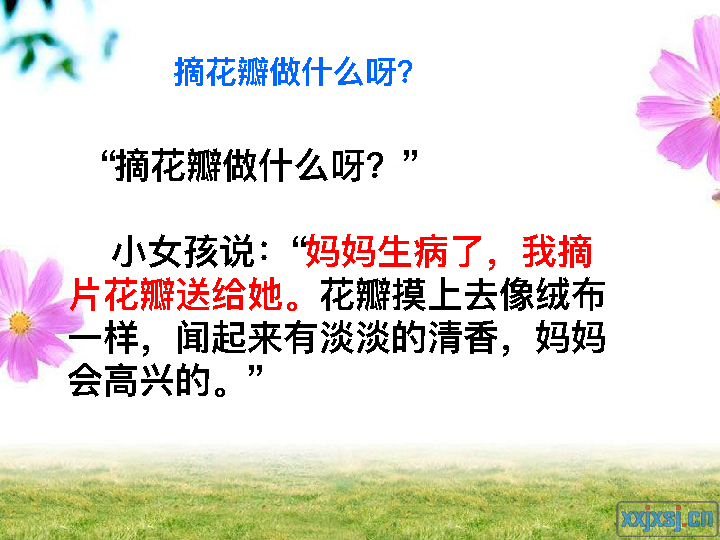 摘花瓣做什么呀?
“摘花瓣做什么呀？”
小女孩说：“妈妈生病了，我摘
片花瓣送给她。花瓣摸上去像绒布
一样，闻起来有淡淡的清香，妈妈
会高兴的。”
xxjxsj.cn